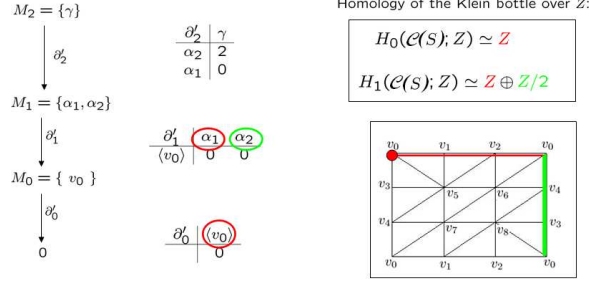 Homology of the Klein bottle over Z:
M₂ = {γ}
∂′₂
M₁ = {α₁, α₂}
∂′₁
M₀ = { v₀ }
∂′₀
0
∂′₂ γ
α₂ 2
α₁ 0
∂′₁ α₁ α₂
⟨v₀⟩ 0 0
∂′₀ ⟨v₀⟩
0
H₀(C(S); Z) ≃ Z
H₁(C(S); Z) ≃ Z ⊕ Z/2
v₀ v₁ v₂ v₀
v₃ v₅ v₆ v₄
v₄ v₇ v₈ v₃
v₀ v₁ v₂ v₀